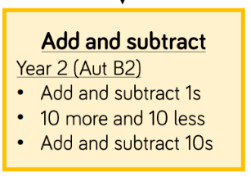 Add and subtract
Year 2 (Aut B2)
• Add and subtract 1s
• 10 more and 10 less
• Add and subtract 10s